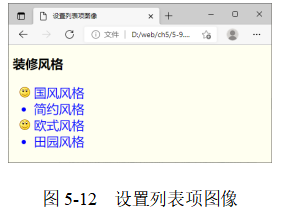 设置列表项图像
文件 D:/web/ch5/5-9....
装修风格
国风风格
简约风格
欧式风格
田园风格
图 5-12 设置列表项图像